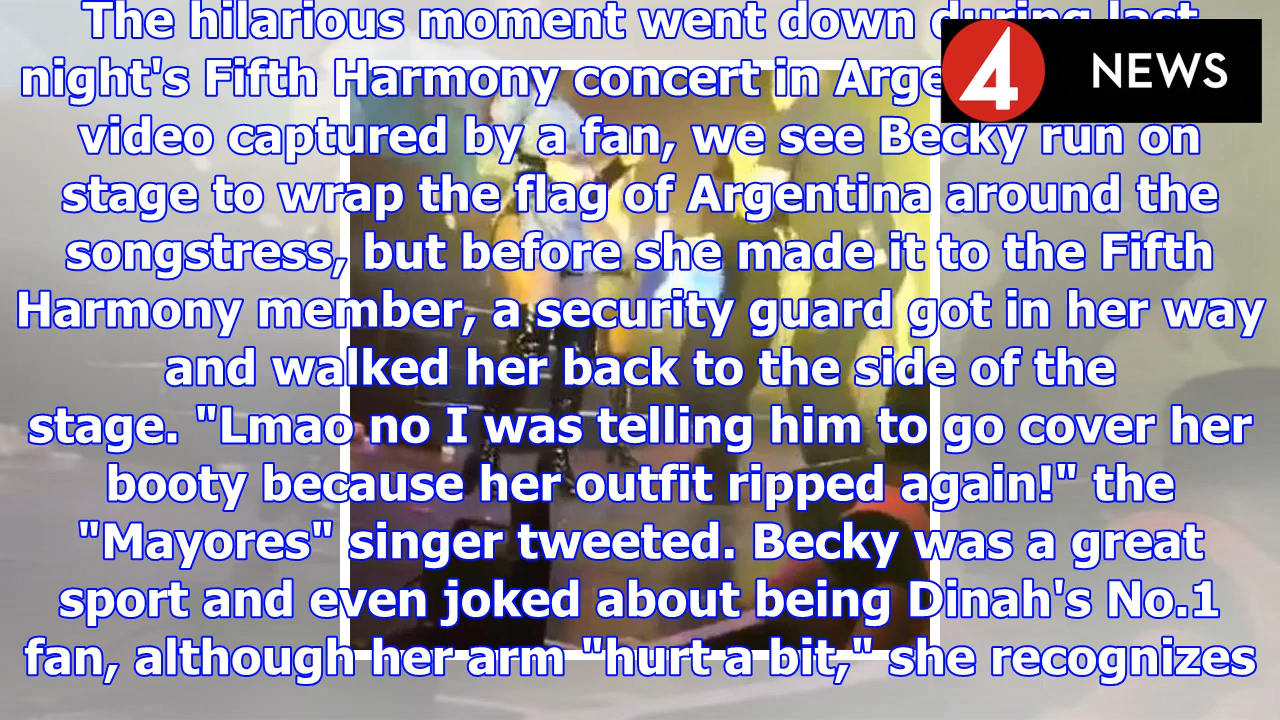 The hilarious moment went down during last
night's Fifth Harmony concert in Arge
4 NEWS
video captured by a fan, we see Becky run on
stage to wrap the flag of Argentina around the
songstress, but before she made it to the Fifth
Harmony member, a security guard got in her way
and walked her back to the side of the
stage. "Lmao no I was telling him to go cover her
booty because her outfit ripped again!" the
"Mayores" singer tweeted. Becky was a great
sport and even joked about being Dinah's No.1
fan, although her arm "hurt a bit," she recognizes